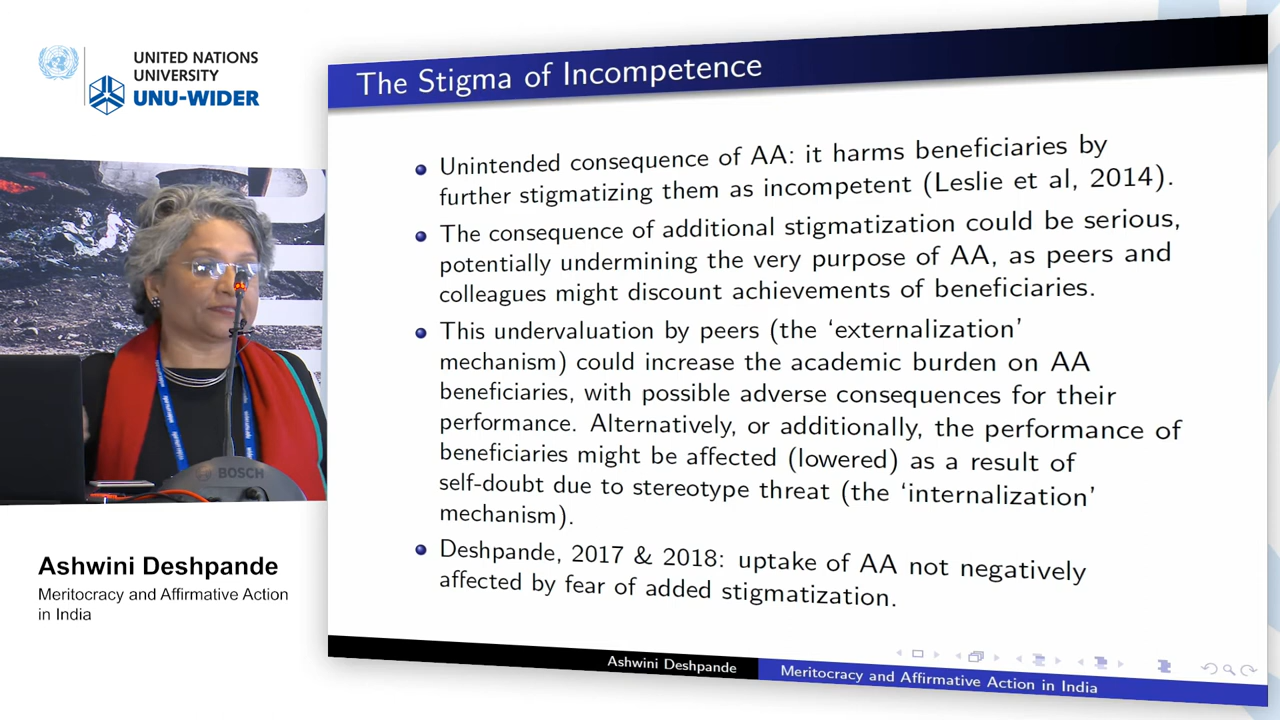 UNITED NATIONS
UNIVERSITY
UNU-WIDER
The Stigma of Incompetence
Unintended consequence of AA: it harms beneficiaries by
further stigmatizing them as incompetent (Leslie et al, 2014).
The consequence of additional stigmatization could be serious,
potentially undermining the very purpose of AA, as peers and
colleagues might discount achievements of beneficiaries.
This undervaluation by peers (the ‘externalization’
mechanism) could increase the academic burden on AA
beneficiaries, with possible adverse consequences for their
performance. Alternatively, or additionally, the performance of
beneficiaries might be affected (lowered) as a result of
self-doubt due to stereotype threat (the ‘internalization’
mechanism).
Deshpande, 2017 & 2018: uptake of AA not negatively
affected by fear of added stigmatization.
Ashwini Deshpande
Meritocracy and Affirmative Action in India
BOSCH
Ashwini Deshpande
Meritocracy and Affirmative Action
in India